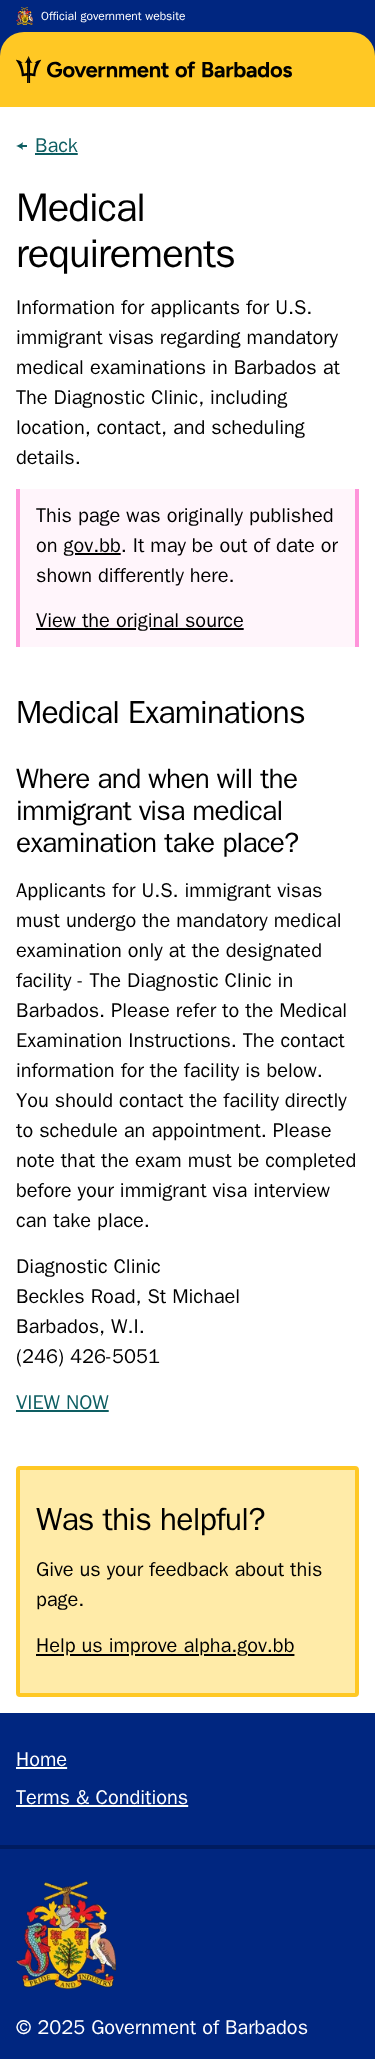 Official government website
Government of Barbados
Back
Medical
requirements
Information for applicants for U.S.
immigrant visas regarding mandatory
medical examinations in Barbados at
The Diagnostic Clinic, including
location, contact, and scheduling
details.
This page was originally published
on gov.bb. It may be out of date or
shown differently here.
View the original source
Medical Examinations
Where and when will the
immigrant visa medical
examination take place?
Applicants for U.S. immigrant visas
must undergo the mandatory medical
examination only at the designated
facility - The Diagnostic Clinic in
Barbados. Please refer to the Medical
Examination Instructions. The contact
information for the facility is below.
You should contact the facility directly
to schedule an appointment. Please
note that the exam must be completed
before your immigrant visa interview
can take place.
Diagnostic Clinic
Beckles Road, St Michael
Barbados, W.I.
(246) 426-5051
VIEW NOW
Was this helpful?
Give us your feedback about this
page.
Help us improve alpha.gov.bb
Home
Terms & Conditions
PRIDE AND INDUSTRY
© 2025 Government of Barbados